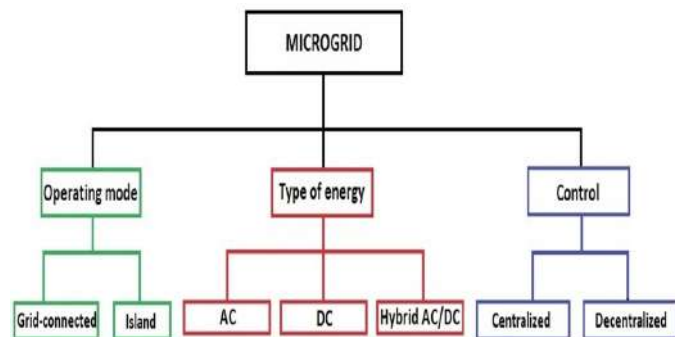 MICROGRID
Operating mode
Type of energy
Control
Grid-connected
Island
AC
DC
Hybrid AC/DC
Centralized
Decentralized